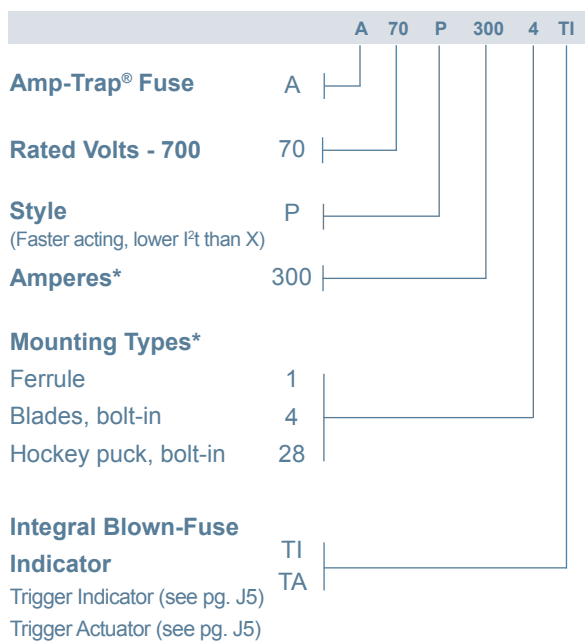 A 70 P 300 4 TI
Amp-Trap® Fuse A
Rated Volts - 700 70
Style P
(Faster acting, lower I²t than X)
Amperes* 300
Mounting Types*
Ferrule 1
Blades, bolt-in 4
Hockey puck, bolt-in 28
Integral Blown-Fuse
Indicator
TI
TA
Trigger Indicator (see pg. J5)
Trigger Actuator (see pg. J5)